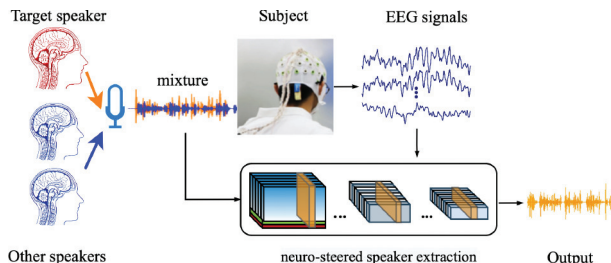 Target speaker
Subject
EEG signals
mixture
...
...
Other speakers
neuro-steered speaker extraction
Output